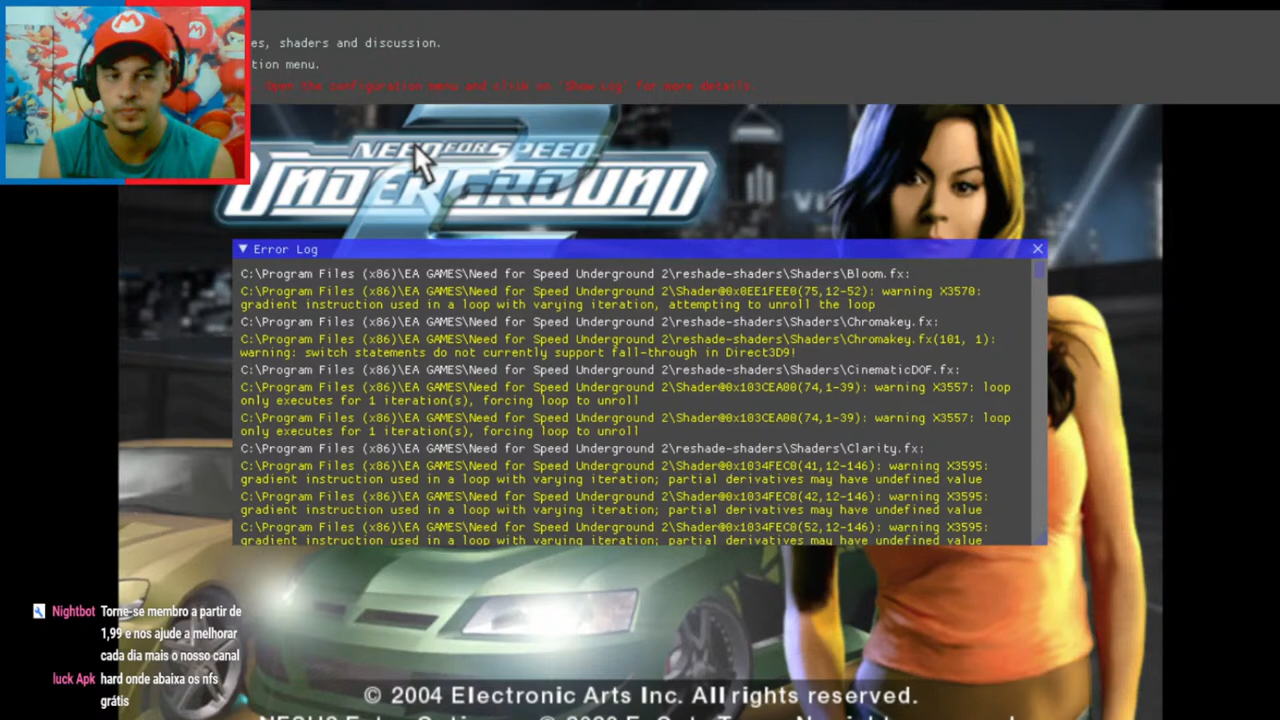 es, shaders and discussion.
tion menu.
Open the configuration menu and click on 'Show Log' for more details.
NEED FOR SPEED
UNDERGROUND
2
Error Log
C:\Program Files (x86)\EA GAMES\Need for Speed Underground 2\reshade-shaders\Shaders\Bloom.fx:
C:\Program Files (x86)\EA GAMES\Need for Speed Underground 2\Shader@0x0EE1FEE0(75,12-52): warning X3570:
gradient instruction used in a loop with varying iteration, attempting to unroll the loop
C:\Program Files (x86)\EA GAMES\Need for Speed Underground 2\reshade-shaders\Shaders\Chromakey.fx:
C:\Program Files (x86)\EA GAMES\Need for Speed Underground 2\reshade-shaders\Shaders\Chromakey.fx(101, 1):
warning: switch statements do not currently support fall-through in Direct3D9!
C:\Program Files (x86)\EA GAMES\Need for Speed Underground 2\reshade-shaders\Shaders\CinematicDOF.fx:
C:\Program Files (x86)\EA GAMES\Need for Speed Underground 2\Shader@0x103CEA00(74,1-39): warning X3557: loop
only executes for 1 iteration(s), forcing loop to unroll
C:\Program Files (x86)\EA GAMES\Need for Speed Underground 2\Shader@0x103CEA00(74,1-39): warning X3557: loop
only executes for 1 iteration(s), forcing loop to unroll
C:\Program Files (x86)\EA GAMES\Need for Speed Underground 2\reshade-shaders\Shaders\Clarity.fx:
C:\Program Files (x86)\EA GAMES\Need for Speed Underground 2\Shader@0x1034FEC0(41,12-146): warning X3595:
gradient instruction used in a loop with varying iteration; partial derivatives may have undefined value
C:\Program Files (x86)\EA GAMES\Need for Speed Underground 2\Shader@0x1034FEC0(42,12-146): warning X3595:
gradient instruction used in a loop with varying iteration; partial derivatives may have undefined value
C:\Program Files (x86)\EA GAMES\Need for Speed Underground 2\Shader@0x1034FEC0(52,12-146): warning X3595:
gradient instruction used in a loop with varying iteration; partial derivatives may have undefined value
Nightbot Torne-se membro a partir de
1,99 e nos ajude a melhorar
cada dia mais o nosso canal
luck Apk hard onde abaixa os nfs
grátis
© 2004 Electronic Arts Inc. All rights reserved.